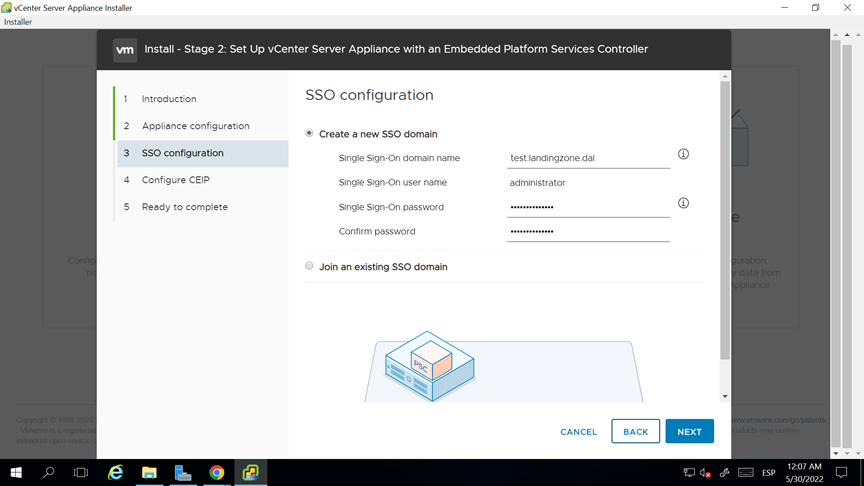 vCenter Server Appliance Installer
Installer
vm Install - Stage 2: Set Up vCenter Server Appliance with an Embedded Platform Services Controller
1 Introduction
2 Appliance configuration
3 SSO configuration
4 Configure CEIP
5 Ready to complete
SSO configuration
Create a new SSO domain
Single Sign-On domain name test.landingzone.dal
Single Sign-On user name administrator
Single Sign-On password ••••••••••••••
Confirm password ••••••••••••••
Join an existing SSO domain
PSC
CANCEL BACK NEXT
ESP
12:07 AM
5/30/2022